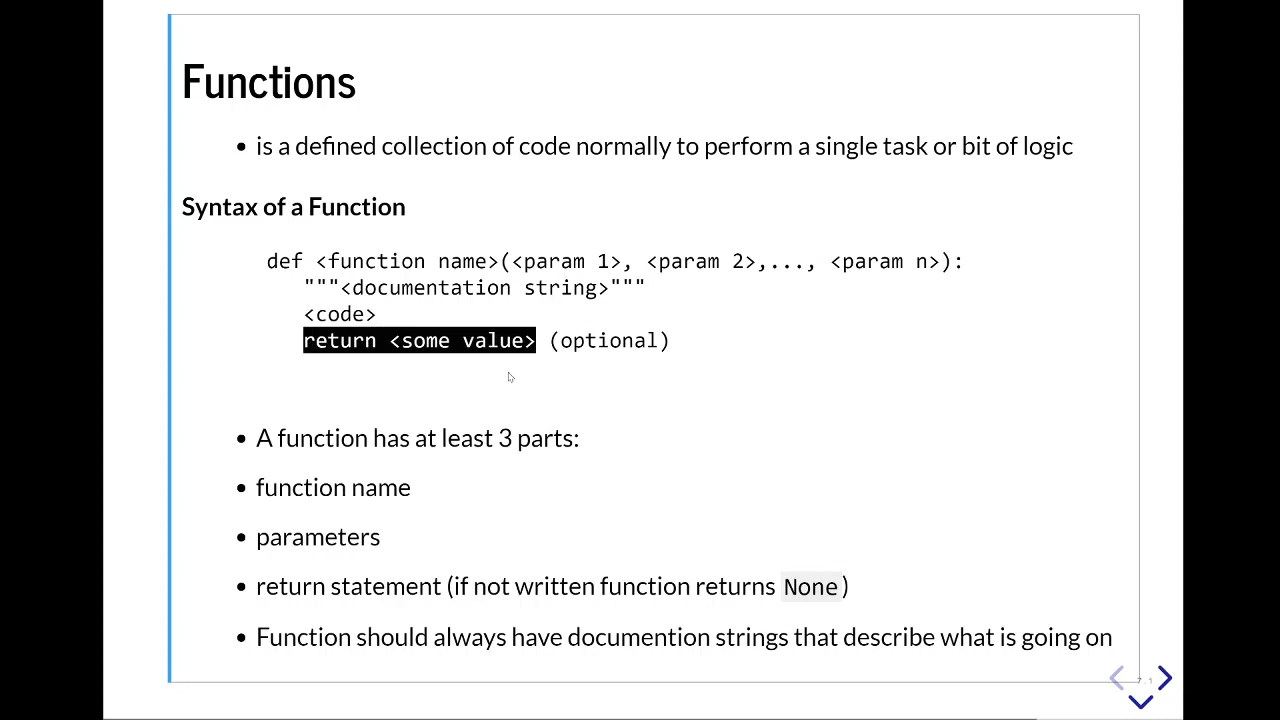 Functions
• is a defined collection of code normally to perform a single task or bit of logic
Syntax of a Function
def <function name>(<param 1>, <param 2>,..., <param n>):
"""<documentation string>"""
<code>
return <some value> (optional)
• A function has at least 3 parts:
• function name
• parameters
• return statement (if not written function returns None)
• Function should always have documention strings that describe what is going on
7.1